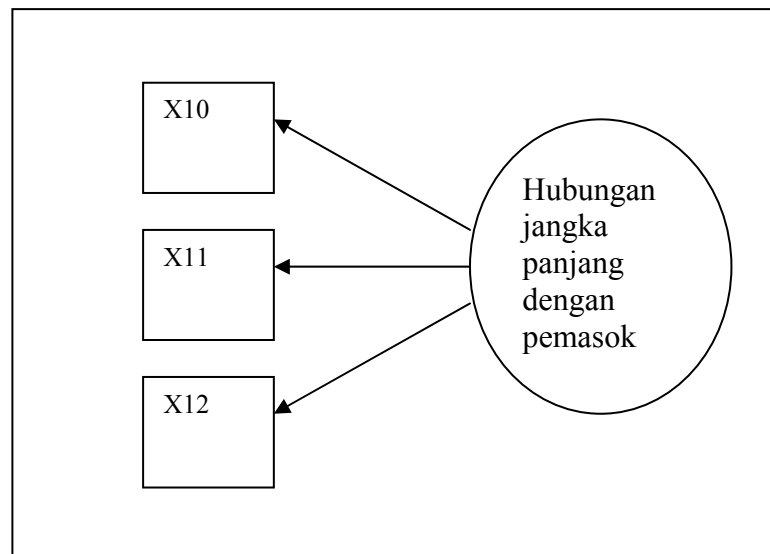 X10
X11
X12
Hubungan
jangka
panjang
dengan
pemasok